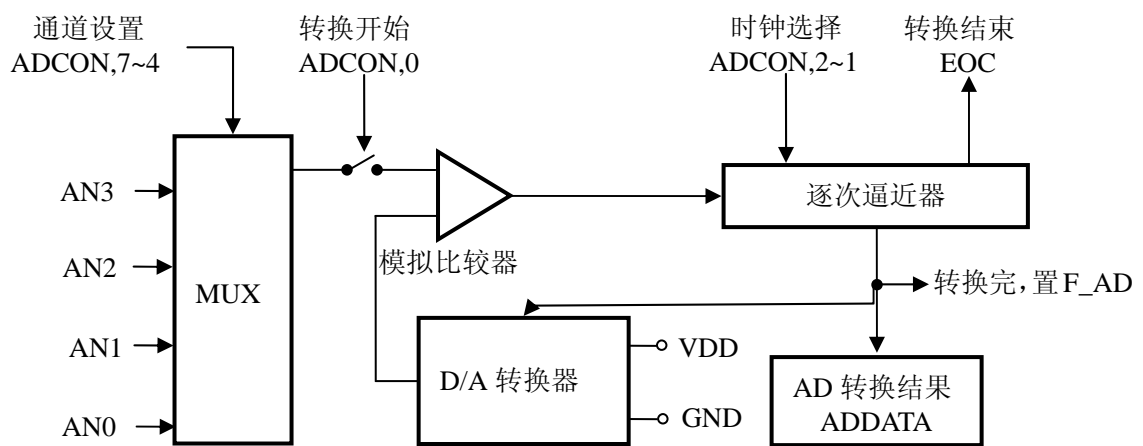 通道设置
ADCON,7~4
转换开始
ADCON,0
时钟选择
ADCON,2~1
转换结束
EOC
AN3
AN2
AN1
AN0
MUX
模拟比较器
逐次逼近器
转换完，置F_AD
D/A 转换器
VDD
GND
AD 转换结果
ADDATA